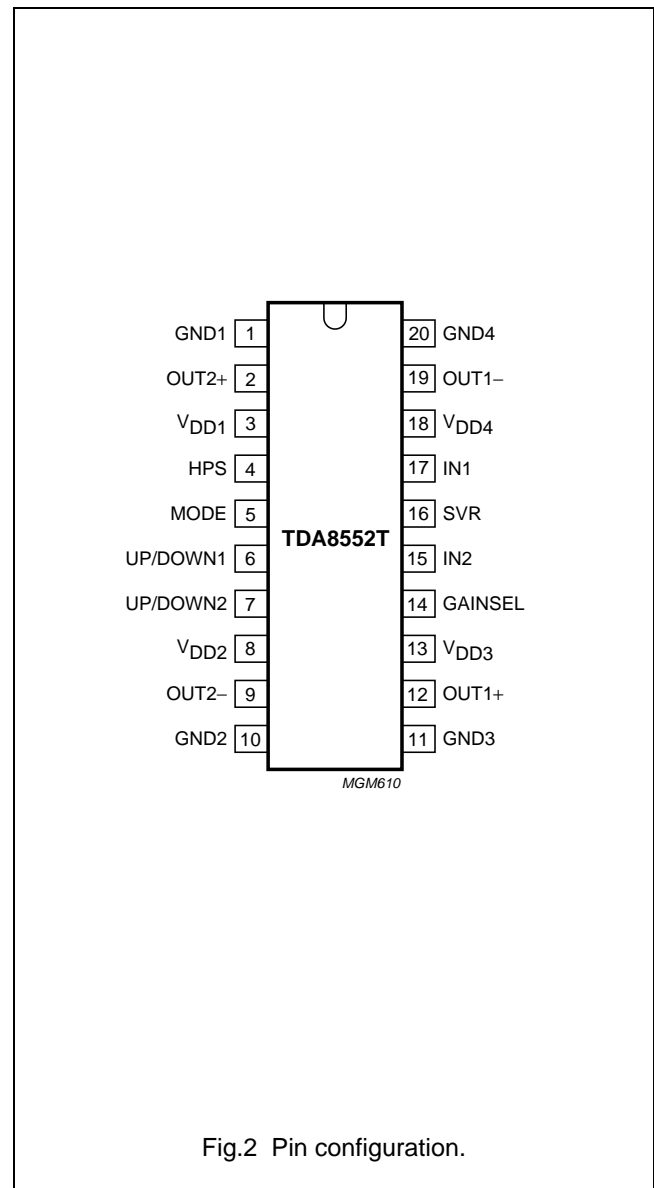 GND1 1 20 GND4
OUT2+ 2 19 OUT1−
VDD1 3 18 VDD4
HPS 4 17 IN1
MODE 5 16 SVR
TDA8552T
UP/DOWN1 6 15 IN2
UP/DOWN2 7 14 GAINSEL
VDD2 8 13 VDD3
OUT2− 9 12 OUT1+
GND2 10 11 GND3
MGM610
Fig.2 Pin configuration.